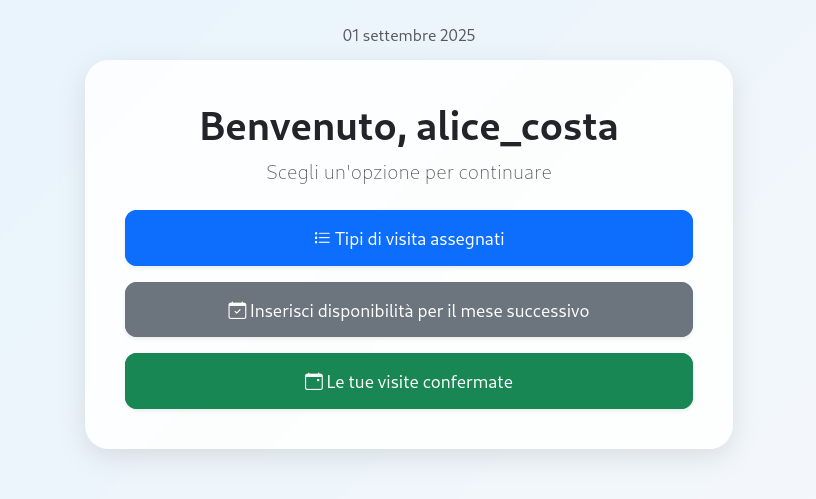 01 settembre 2025
Benvenuto, alice_costa
Scegli un'opzione per continuare
Tipi di visita assegnati
Inserisci disponibilità per il mese successivo
Le tue visite confermate